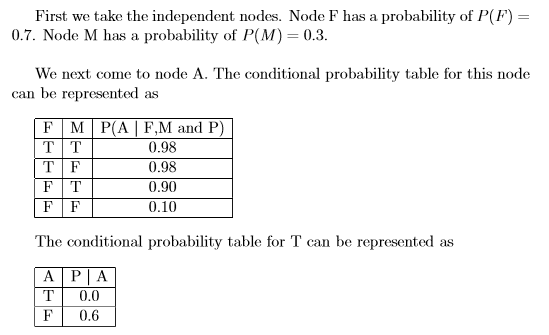 First we take the independent nodes. Node F has a probability of P(F) =
0.7. Node M has a probability of P(M) = 0.3.
We next come to node A. The conditional probability table for this node
can be represented as
F M P(A | F,M and P)
T T 0.98
T F 0.98
F T 0.90
F F 0.10
The conditional probability table for T can be represented as
A P | A
T 0.0
F 0.6